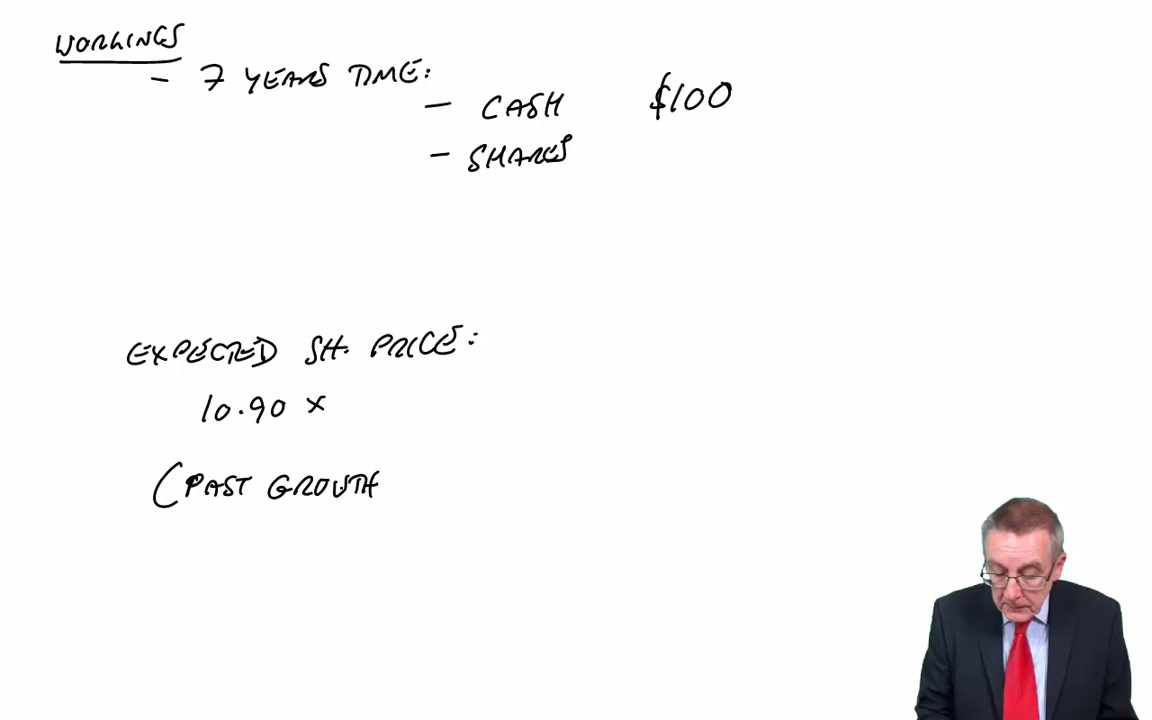 WORKINGS
- 7 YEARS TIME:
- CASH $100
- SHARES
EXPECTED SH. PRICE:
10.90 ×
(PAST GROWTH